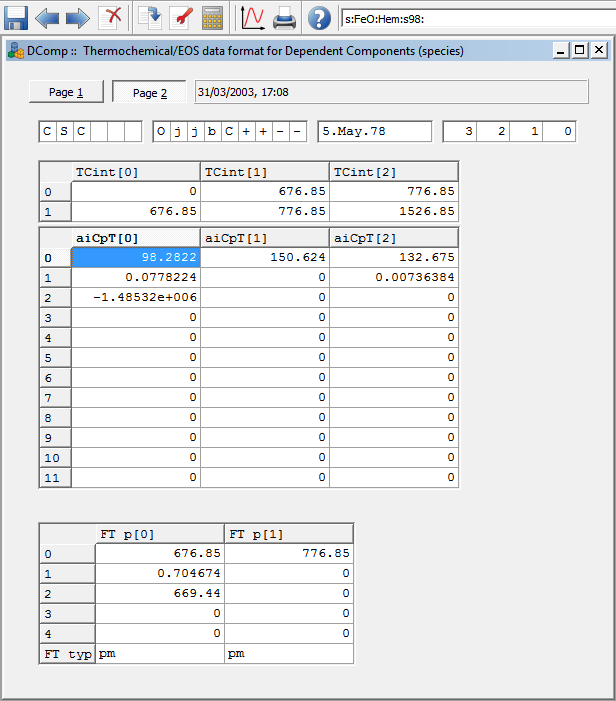 s:FeO:Hem:s98:
DComp :: Thermochemical/EOS data format for Dependent Components (species)
Page 1 Page 2 31/03/2003, 17:08
C S C O j j b C + + - - 5.May.78 3 2 1 0
TCint[0] TCint[1] TCint[2]
0 0 676.85 776.85
1 676.85 776.85 1526.85
aiCpT[0] aiCpT[1] aiCpT[2]
0 98.2822 150.624 132.675
1 0.0778224 0 0.00736384
2 -1.48532e+006 0 0
3 0 0 0
4 0 0 0
5 0 0 0
6 0 0 0
7 0 0 0
8 0 0 0
9 0 0 0
10 0 0 0
11 0 0 0
FT p[0] FT p[1]
0 676.85 776.85
1 0.704674 0
2 669.44 0
3 0 0
4 0 0
FT typ pm pm